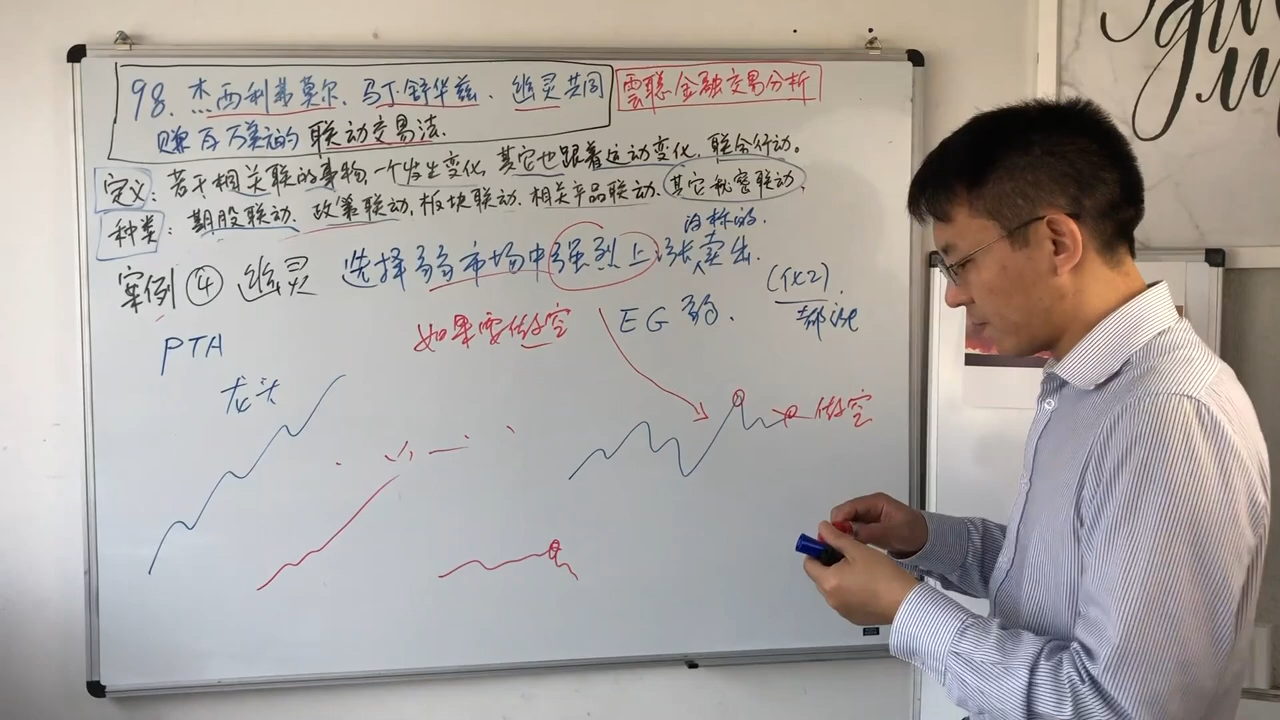 98、杰西利弗莫尔、马丁舒华兹、幽灵共同
赚百万美元的联动交易法.
雲聪金融交易分析
定义：若干相关联的事物,一个发生变化,其它也跟着运动变化,联合行动。
种类：期股联动、政策联动,板块联动、相关产品联动、其它秘密联动、
案例④ 幽灵 选择弱市场中强烈上涨卖出.
的标的.
PTA
龙头
如果要做空
EG 弱.
(1x2).
做空